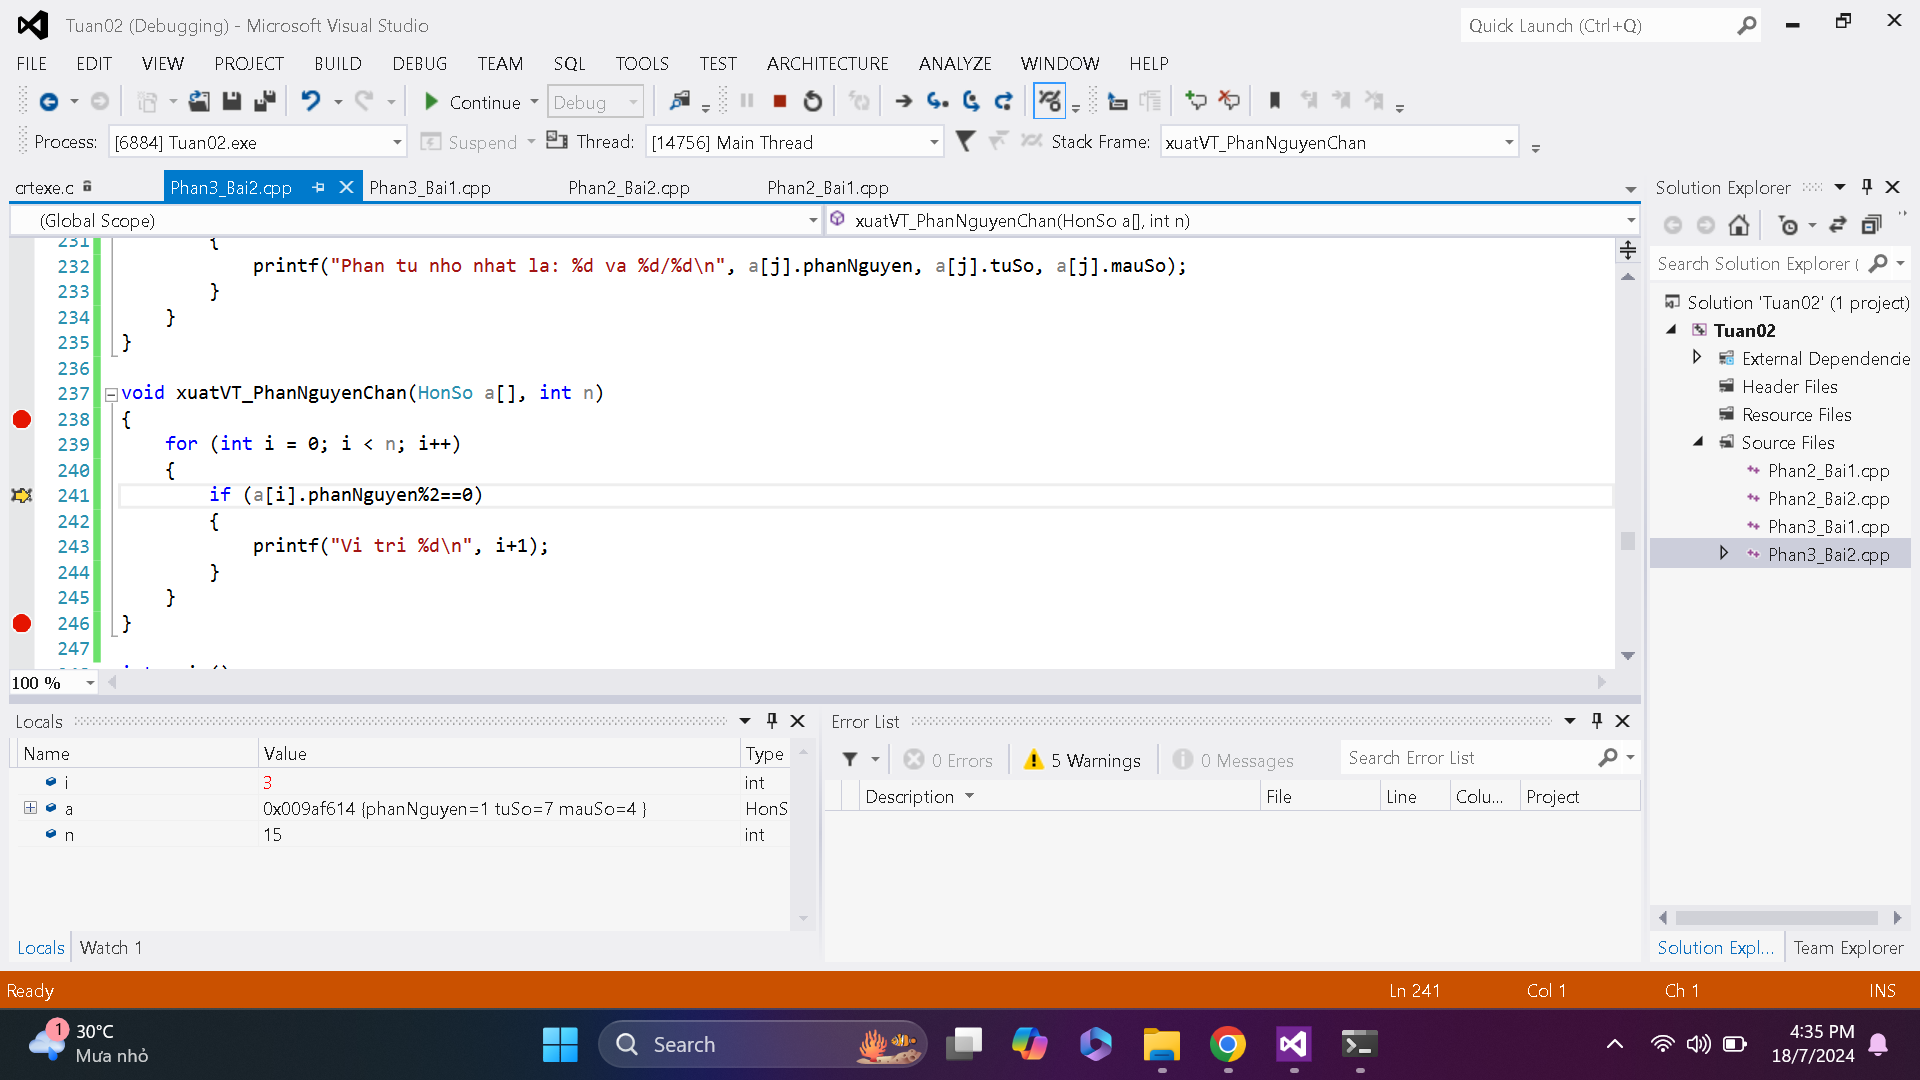 Tuan02 (Debugging) - Microsoft Visual Studio
Quick Launch (Ctrl+Q)
FILE EDIT VIEW PROJECT BUILD DEBUG TEAM SQL TOOLS TEST ARCHITECTURE ANALYZE WINDOW HELP
Continue Debug
Process: [6884] Tuan02.exe Suspend Thread: [14756] Main Thread Stack Frame: xuatVT_PhanNguyenChan
crtexe.c Phan3_Bai2.cpp Phan3_Bai1.cpp Phan2_Bai2.cpp Phan2_Bai1.cpp
(Global Scope) xuatVT_PhanNguyenChan(HonSo a[], int n)
231 {
232 printf("Phan tu nho nhat la: %d va %d/%d\n", a[j].phanNguyen, a[j].tuSo, a[j].mauSo);
233 }
234 }
235 }
236
237 void xuatVT_PhanNguyenChan(HonSo a[], int n)
238 {
239 for (int i = 0; i < n; i++)
240 {
241 if (a[i].phanNguyen%2==0)
242 {
243 printf("Vi tri %d\n", i+1);
244 }
245 }
246 }
247
100 %
Locals
Name Value Type
i 3 int
a 0x009af614 {phanNguyen=1 tuSo=7 mauSo=4 } HonS
n 15 int
Locals Watch 1
Error List
0 Errors 5 Warnings 0 Messages Search Error List
Description File Line Colu... Project
Solution Explorer
Search Solution Explorer (
Solution 'Tuan02' (1 project)
Tuan02
External Dependencie
Header Files
Resource Files
Source Files
Phan2_Bai1.cpp
Phan2_Bai2.cpp
Phan3_Bai1.cpp
Phan3_Bai2.cpp
Solution Expl... Team Explorer
Ready Ln 241 Col 1 Ch 1 INS
1 30°C
Mưa nhỏ
Search
4:35 PM
18/7/2024